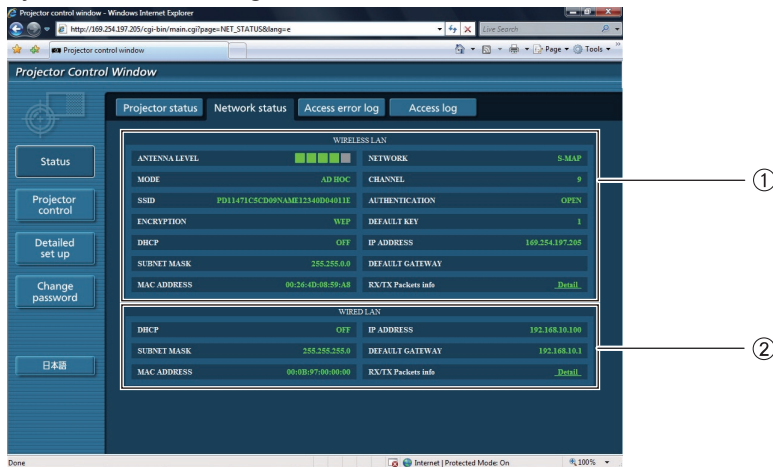 Projector control window - Windows Internet Explorer
http://169.254.197.205/cgi-bin/main.cgi?page=NET_STATUS&lang=e
Live Search
Projector control window
Page
Tools
Projector Control Window
Projector status
Network status
Access error log
Access log
Status
Projector control
Detailed set up
Change password
日本語
WIRELESS LAN
ANTENNA LEVEL
NETWORK S-MAP
MODE AD HOC
CHANNEL 9
SSID PD11471C5CD09NAME12340D04011E
AUTHENTICATION OPEN
ENCRYPTION WEP
DEFAULT KEY 1
DHCP OFF
IP ADDRESS 169.254.197.205
SUBNET MASK 255.255.0.0
DEFAULT GATEWAY
MAC ADDRESS 00:26:4D:08:59:A8
RX/TX Packets info Detail
①
WIRED LAN
DHCP OFF
IP ADDRESS 192.168.10.100
SUBNET MASK 255.255.255.0
DEFAULT GATEWAY 192.168.10.1
MAC ADDRESS 00:0B:97:00:00:00
RX/TX Packets info Detail
②
Done
Internet | Protected Mode: On
100%